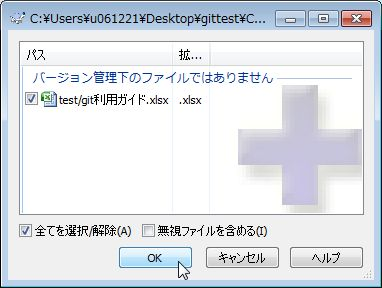 C:¥Users¥u061221¥Desktop¥gittest¥C...
パス 拡...
バージョン管理下のファイルではありません
test/git利用ガイド.xlsx .xlsx
全てを選択/解除(A) 無視ファイルを含める(I)
OK キャンセル ヘルプ